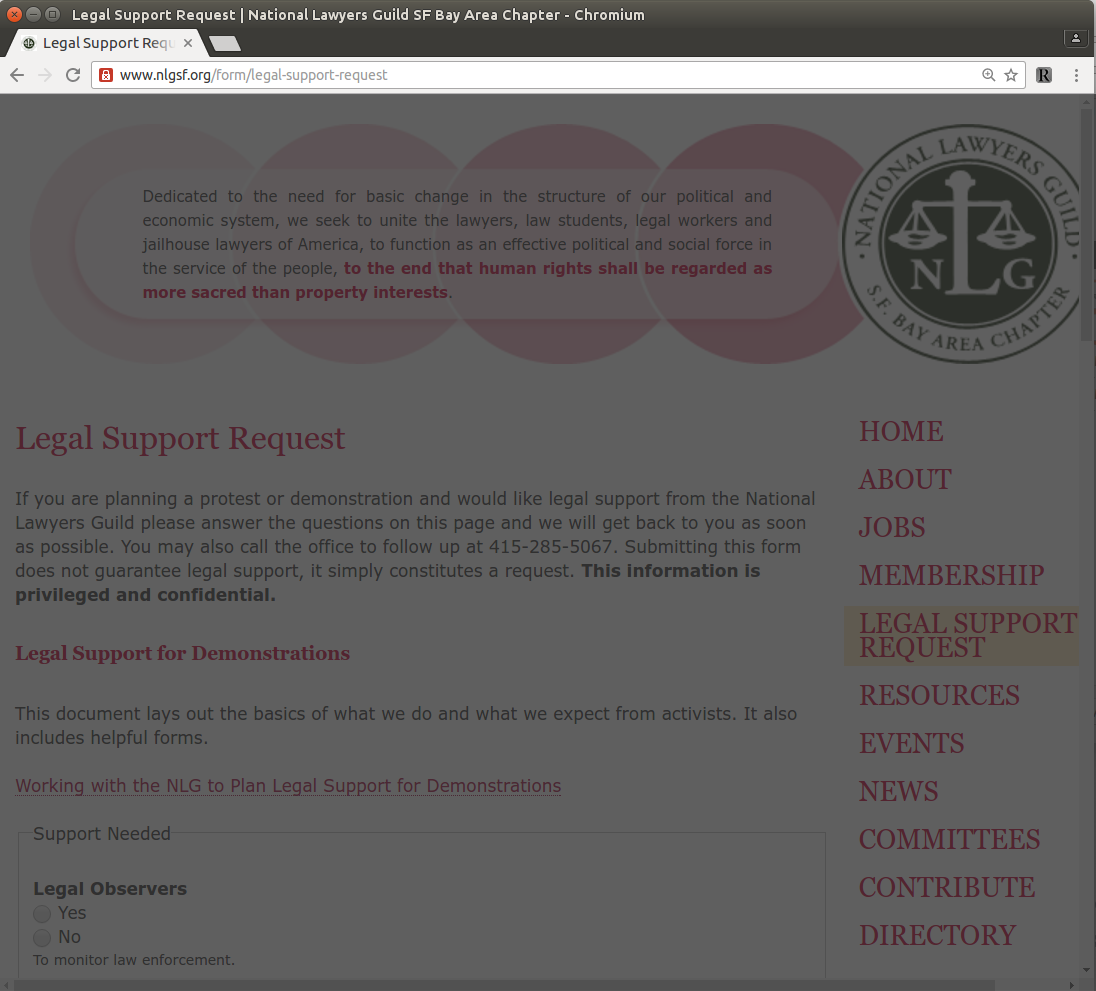 Legal Support Request | National Lawyers Guild SF Bay Area Chapter - Chromium
Legal Support Requ
www.nlgsf.org/form/legal-support-request
R
Dedicated to the need for basic change in the structure of our political and
economic system, we seek to unite the lawyers, law students, legal workers and
jailhouse lawyers of America, to function as an effective political and social force in
the service of the people, to the end that human rights shall be regarded as
more sacred than property interests.
· NATIONAL LAWYERS GUILD ·
NLG
S.F. BAY AREA CHAPTER
Legal Support Request
If you are planning a protest or demonstration and would like legal support from the National
Lawyers Guild please answer the questions on this page and we will get back to you as soon
as possible. You may also call the office to follow up at 415-285-5067. Submitting this form
does not guarantee legal support, it simply constitutes a request. This information is
privileged and confidential.
Legal Support for Demonstrations
This document lays out the basics of what we do and what we expect from activists. It also
includes helpful forms.
Working with the NLG to Plan Legal Support for Demonstrations
Support Needed
Legal Observers
Yes
No
To monitor law enforcement.
HOME
ABOUT
JOBS
MEMBERSHIP
LEGAL SUPPORT
REQUEST
RESOURCES
EVENTS
NEWS
COMMITTEES
CONTRIBUTE
DIRECTORY